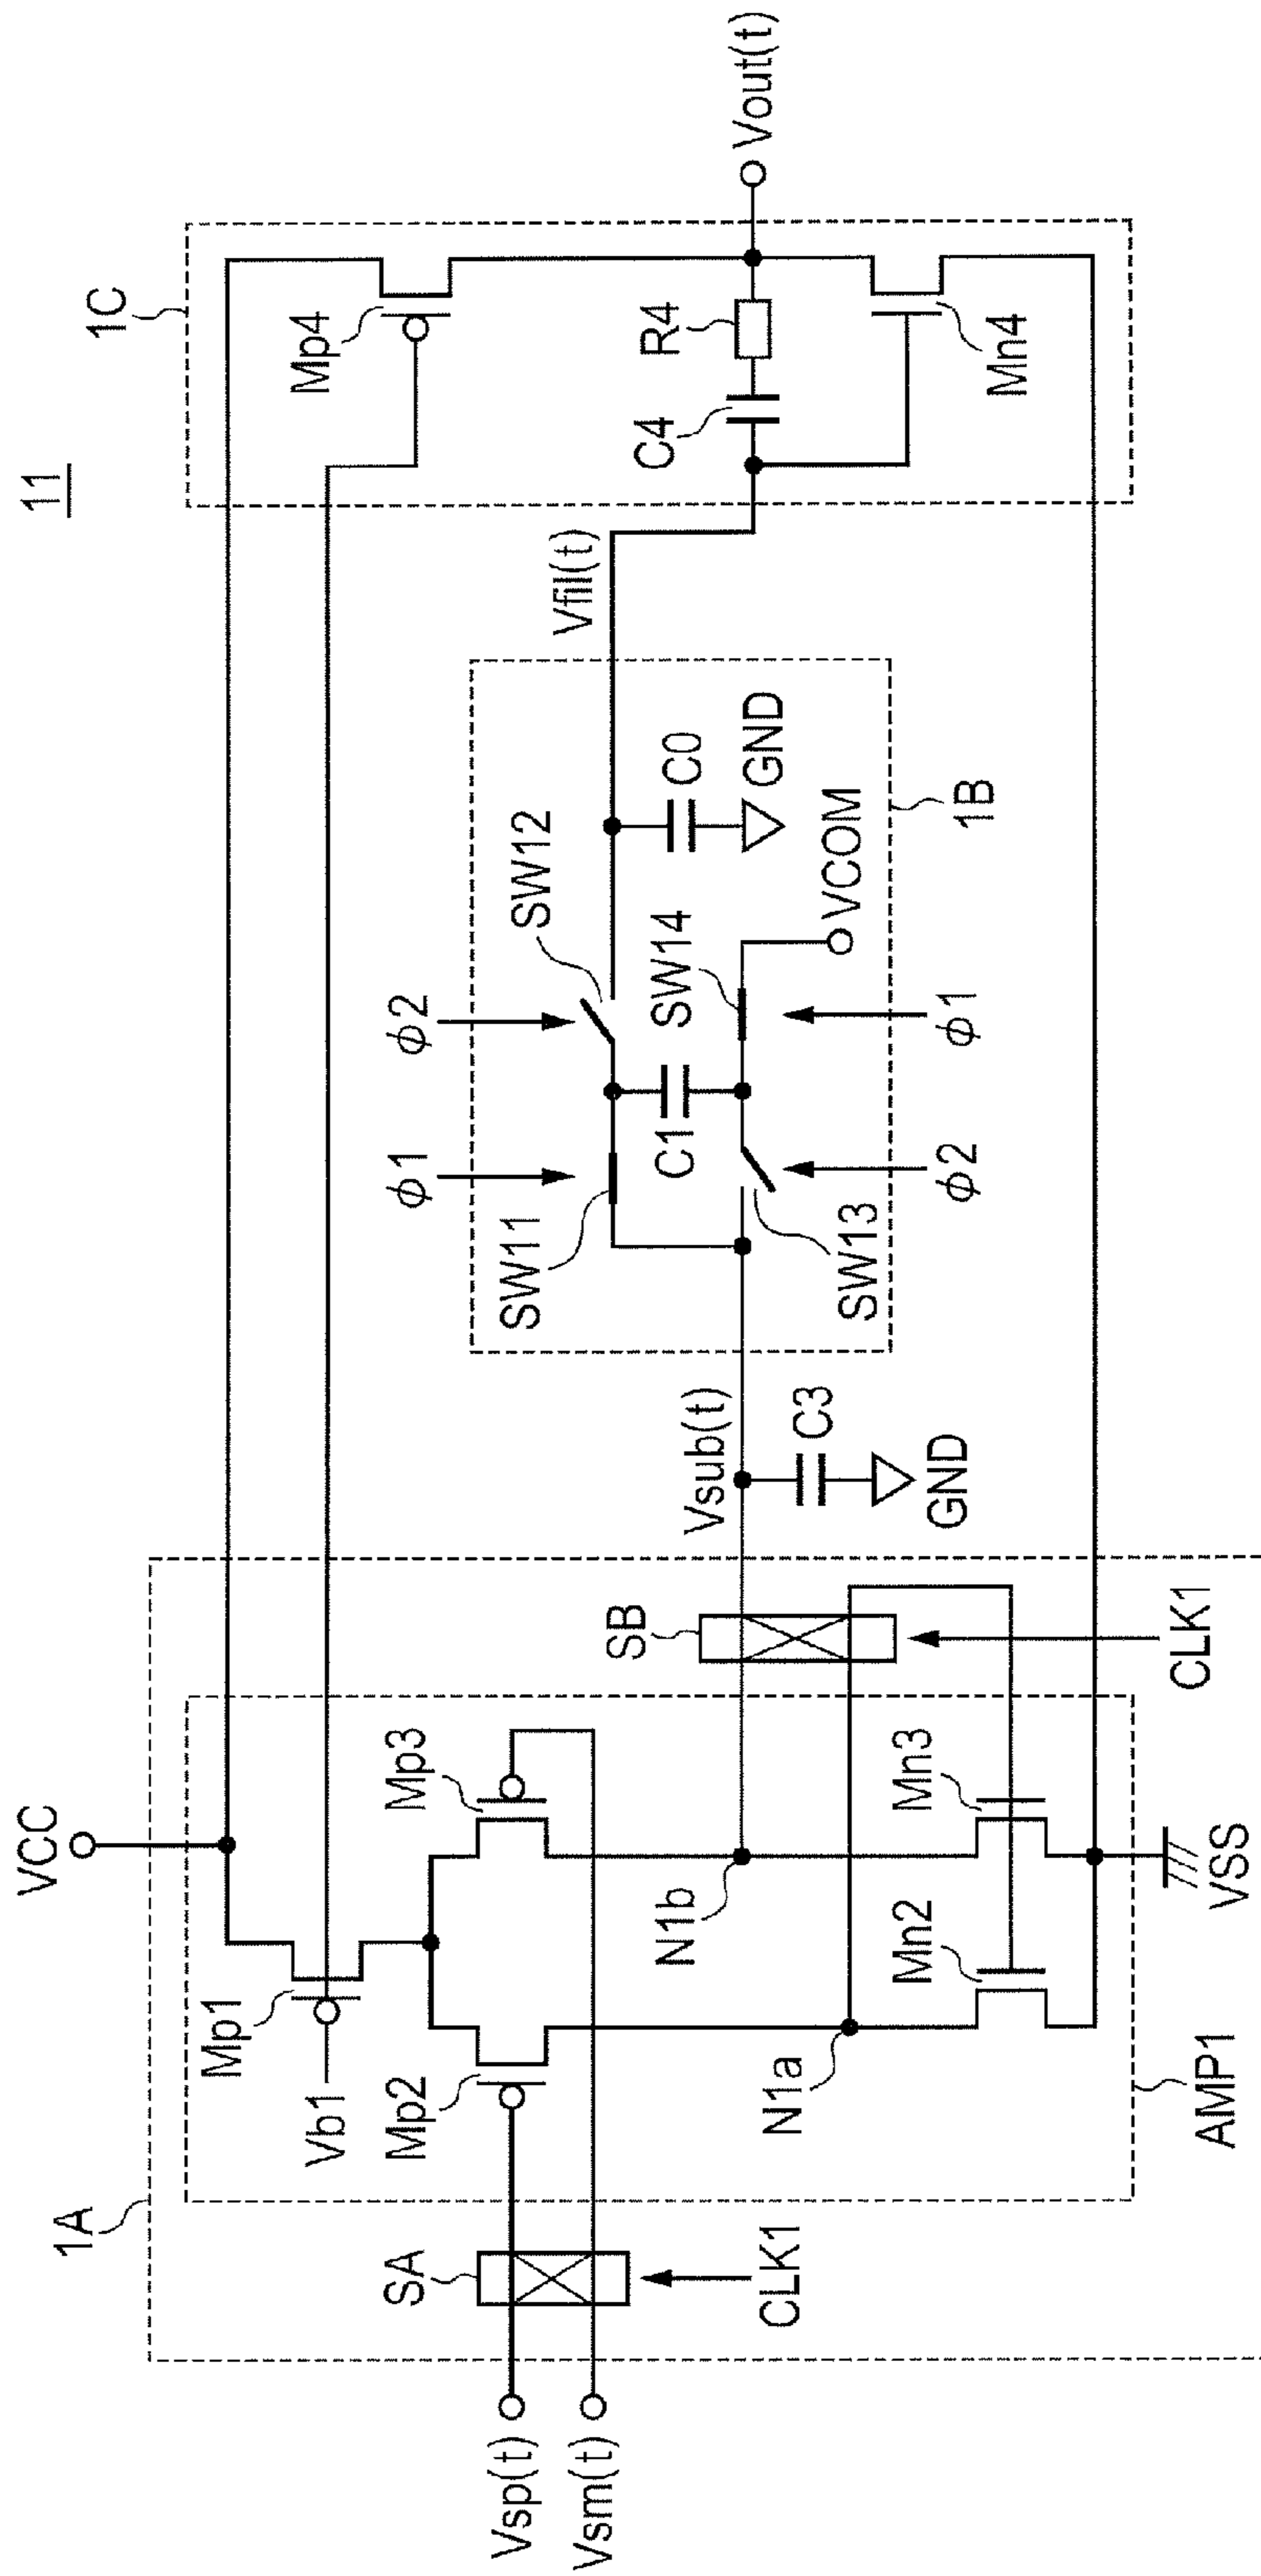 11
1A
VCC
1C
Mp1
Vb1
Mp4
Mp2
Mp3
SA
Vsp(t)
Vsm(t)
CLK1
ϕ1
ϕ2
SW11
SW12
Vfil(t)
C1
C0
GND
SW13
SW14
VCOM
ϕ2
ϕ1
1B
C4
R4
Vout(t)
N1b
SB
Vsub(t)
C3
GND
N1a
Mn2
Mn3
Mn4
AMP1
VSS
CLK1